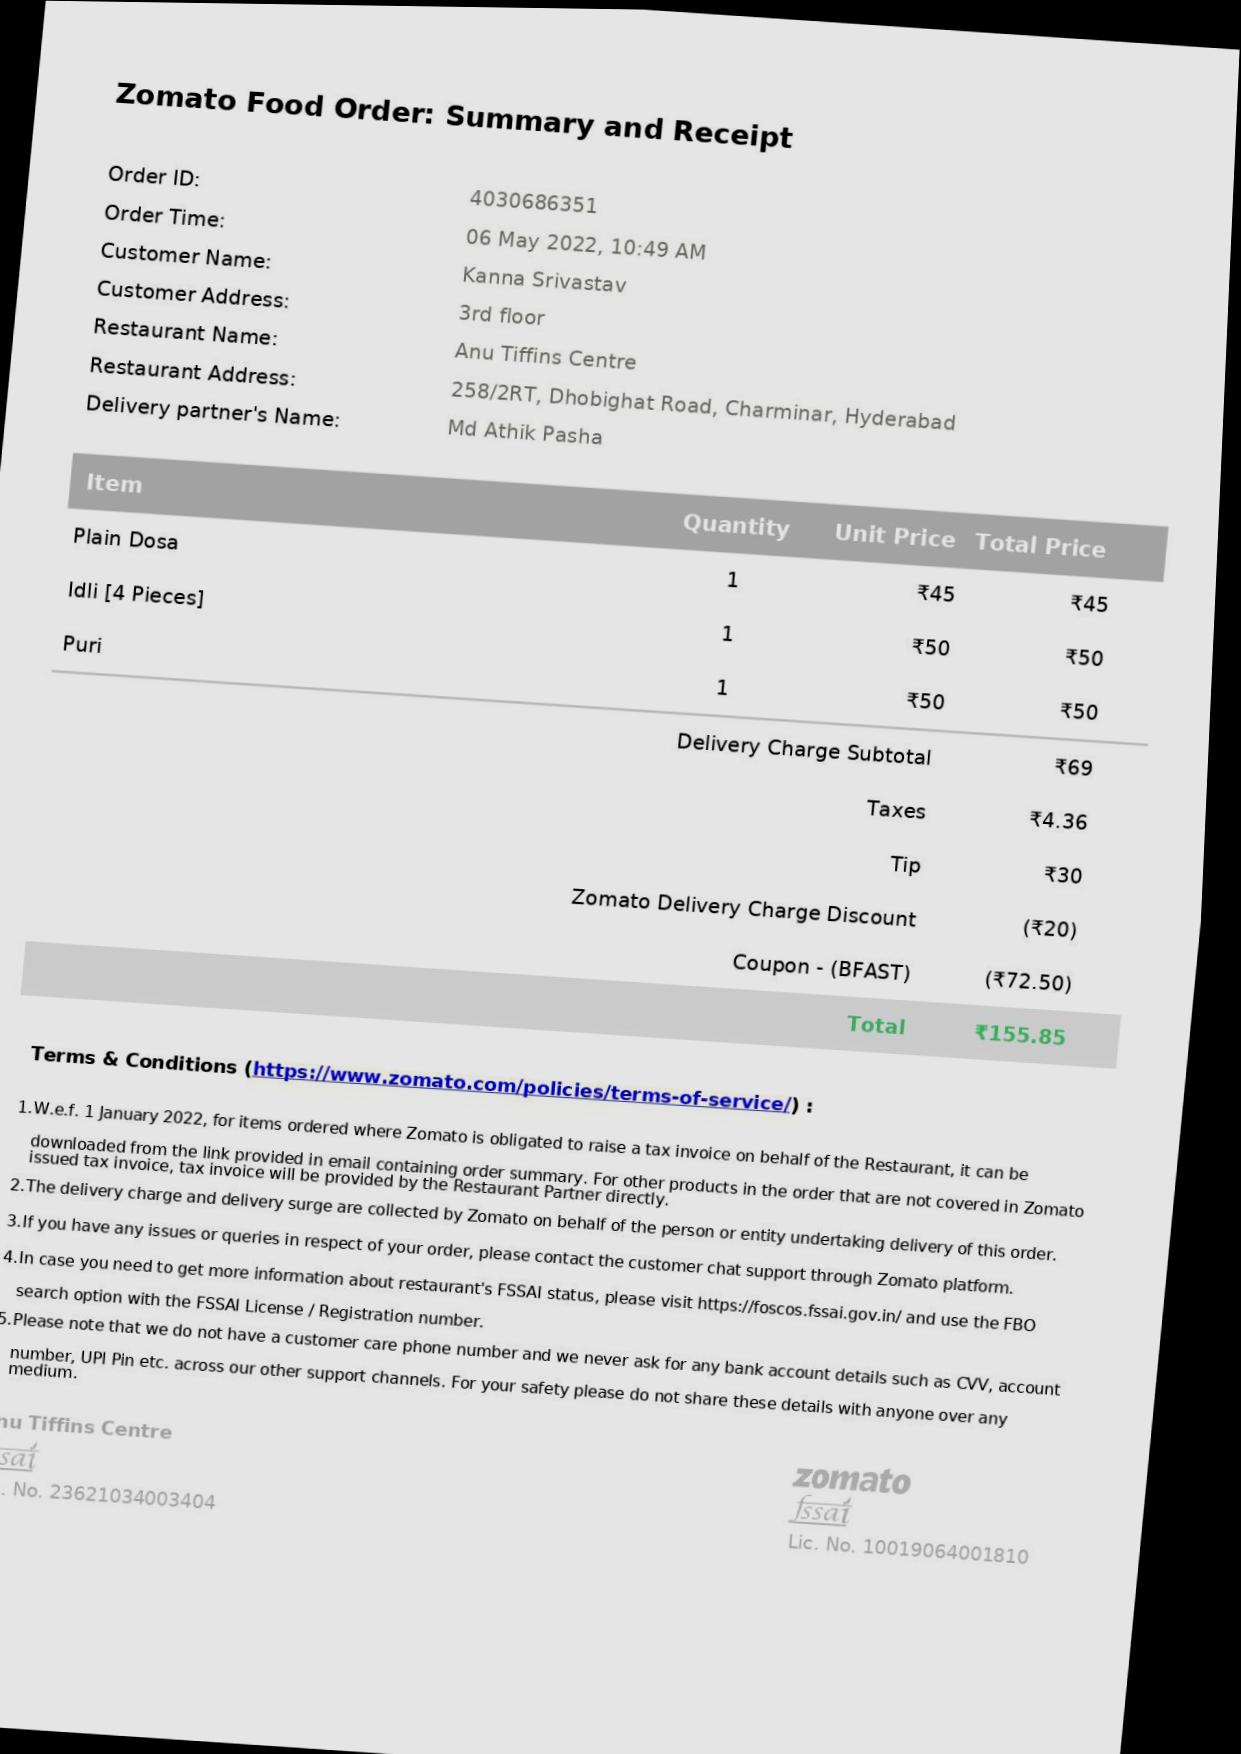 Zomato Food Order: Summary and Receipt
Order ID: 4030686351
Order Time: 06 May 2022, 10:49 AM
Customer Name: Kanna Srivastav
Customer Address: 3rd floor
Restaurant Name: Anu Tiffins Centre
Restaurant Address: 258/2RT, Dhobighat Road, Charminar, Hyderabad
Delivery partner's Name: Md Athik Pasha
Item Quantity Unit Price Total Price
Plain Dosa 1 ₹45 ₹45
Idli [4 Pieces] 1 ₹50 ₹50
Puri 1 ₹50 ₹50
Delivery Charge Subtotal ₹69
Taxes ₹4.36
Tip ₹30
Zomato Delivery Charge Discount (₹20)
Coupon - (BFAST) (₹72.50)
Total ₹155.85
Terms & Conditions (https://www.zomato.com/policies/terms-of-service/) :
1.W.e.f. 1 January 2022, for items ordered where Zomato is obligated to raise a tax invoice on behalf of the Restaurant, it can be
downloaded from the link provided in email containing order summary. For other products in the order that are not covered in Zomato
issued tax invoice, tax invoice will be provided by the Restaurant Partner directly.
2.The delivery charge and delivery surge are collected by Zomato on behalf of the person or entity undertaking delivery of this order.
3.If you have any issues or queries in respect of your order, please contact the customer chat support through Zomato platform.
4.In case you need to get more information about restaurant's FSSAI status, please visit https://foscos.fssai.gov.in/ and use the FBO
search option with the FSSAI License / Registration number.
5.Please note that we do not have a customer care phone number and we never ask for any bank account details such as CVV, account
number, UPI Pin etc. across our other support channels. For your safety please do not share these details with anyone over any
medium.
nu Tiffins Centre
ssai
. No. 23621034003404
zomato
fssai
Lic. No. 10019064001810